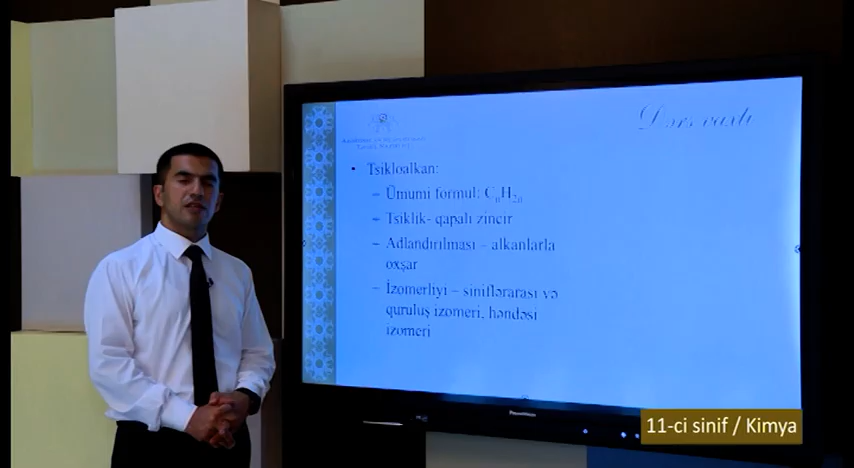 Dərs vaxtı
• Tsikloalkan:
– Ümumi formul: CnH2n
– Tsiklik- qapalı zincir
– Adlandırılması – alkanlarla
oxşar
– İzomerliyi – siniflərarası və
quruluş izomeri, həndəsi
izomeri
11-ci sinif / Kimya